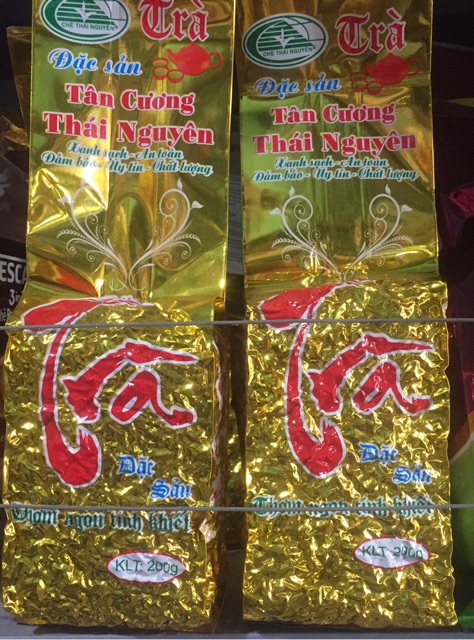 CHÈ THÁI NGUYÊN
Trà
Đặc sản
Tân Cương
Thái Nguyên
Xanh sạch - An toàn
Đảm bảo - Uy tín - Chất lượng
Trà
Đặc
Sản
Thơm ngon tinh khiết
KLT: 200g
CHÈ THÁI NGUYÊN
Trà
Đặc sản
Tân Cương
Thái Nguyên
Xanh sạch - An toàn
Đảm bảo - Uy tín - Chất lượng
Trà
Đặc
Sản
Thơm ngon tinh khiết
KLT: 200g